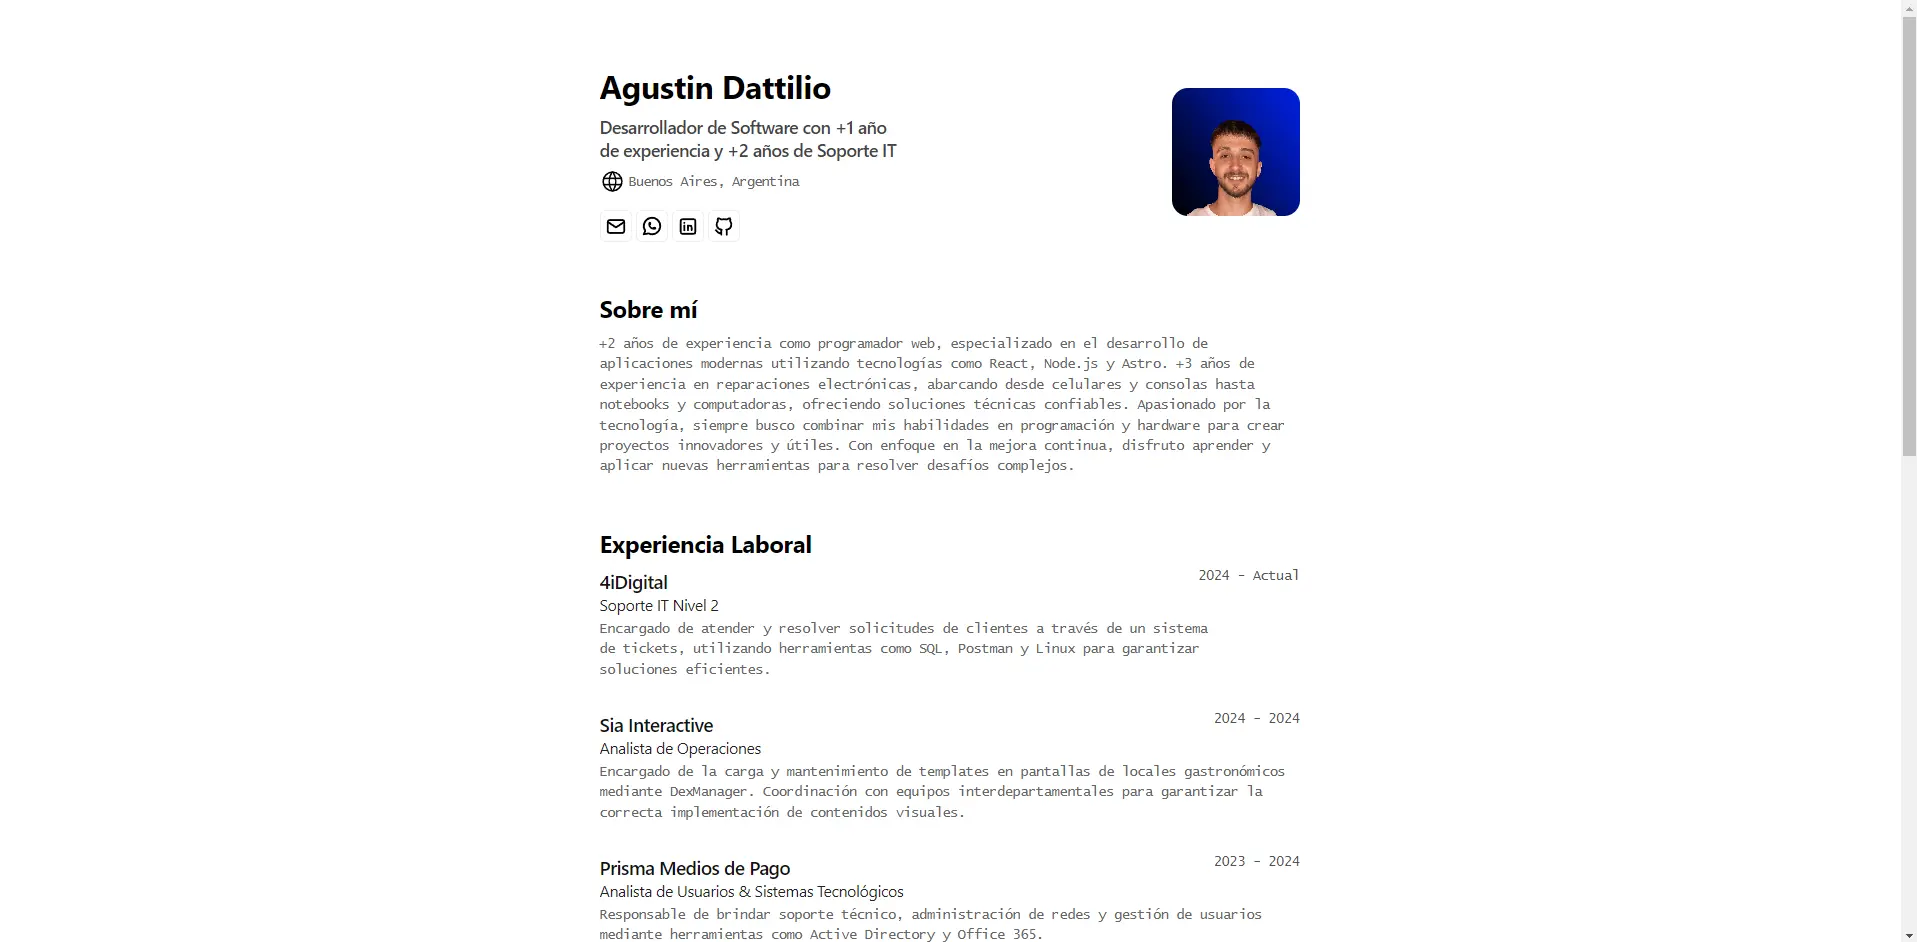 Agustin Dattilio
Desarrollador de Software con +1 año
de experiencia y +2 años de Soporte IT
Buenos Aires, Argentina
Sobre mí
+2 años de experiencia como programador web, especializado en el desarrollo de
aplicaciones modernas utilizando tecnologías como React, Node.js y Astro. +3 años de
experiencia en reparaciones electrónicas, abarcando desde celulares y consolas hasta
notebooks y computadoras, ofreciendo soluciones técnicas confiables. Apasionado por la
tecnología, siempre busco combinar mis habilidades en programación y hardware para crear
proyectos innovadores y útiles. Con enfoque en la mejora continua, disfruto aprender y
aplicar nuevas herramientas para resolver desafíos complejos.
Experiencia Laboral
4iDigital
2024 - Actual
Soporte IT Nivel 2
Encargado de atender y resolver solicitudes de clientes a través de un sistema
de tickets, utilizando herramientas como SQL, Postman y Linux para garantizar
soluciones eficientes.
Sia Interactive
2024 - 2024
Analista de Operaciones
Encargado de la carga y mantenimiento de templates en pantallas de locales gastronómicos
mediante DexManager. Coordinación con equipos interdepartamentales para garantizar la
correcta implementación de contenidos visuales.
Prisma Medios de Pago
2023 - 2024
Analista de Usuarios & Sistemas Tecnológicos
Responsable de brindar soporte técnico, administración de redes y gestión de usuarios
mediante herramientas como Active Directory y Office 365.